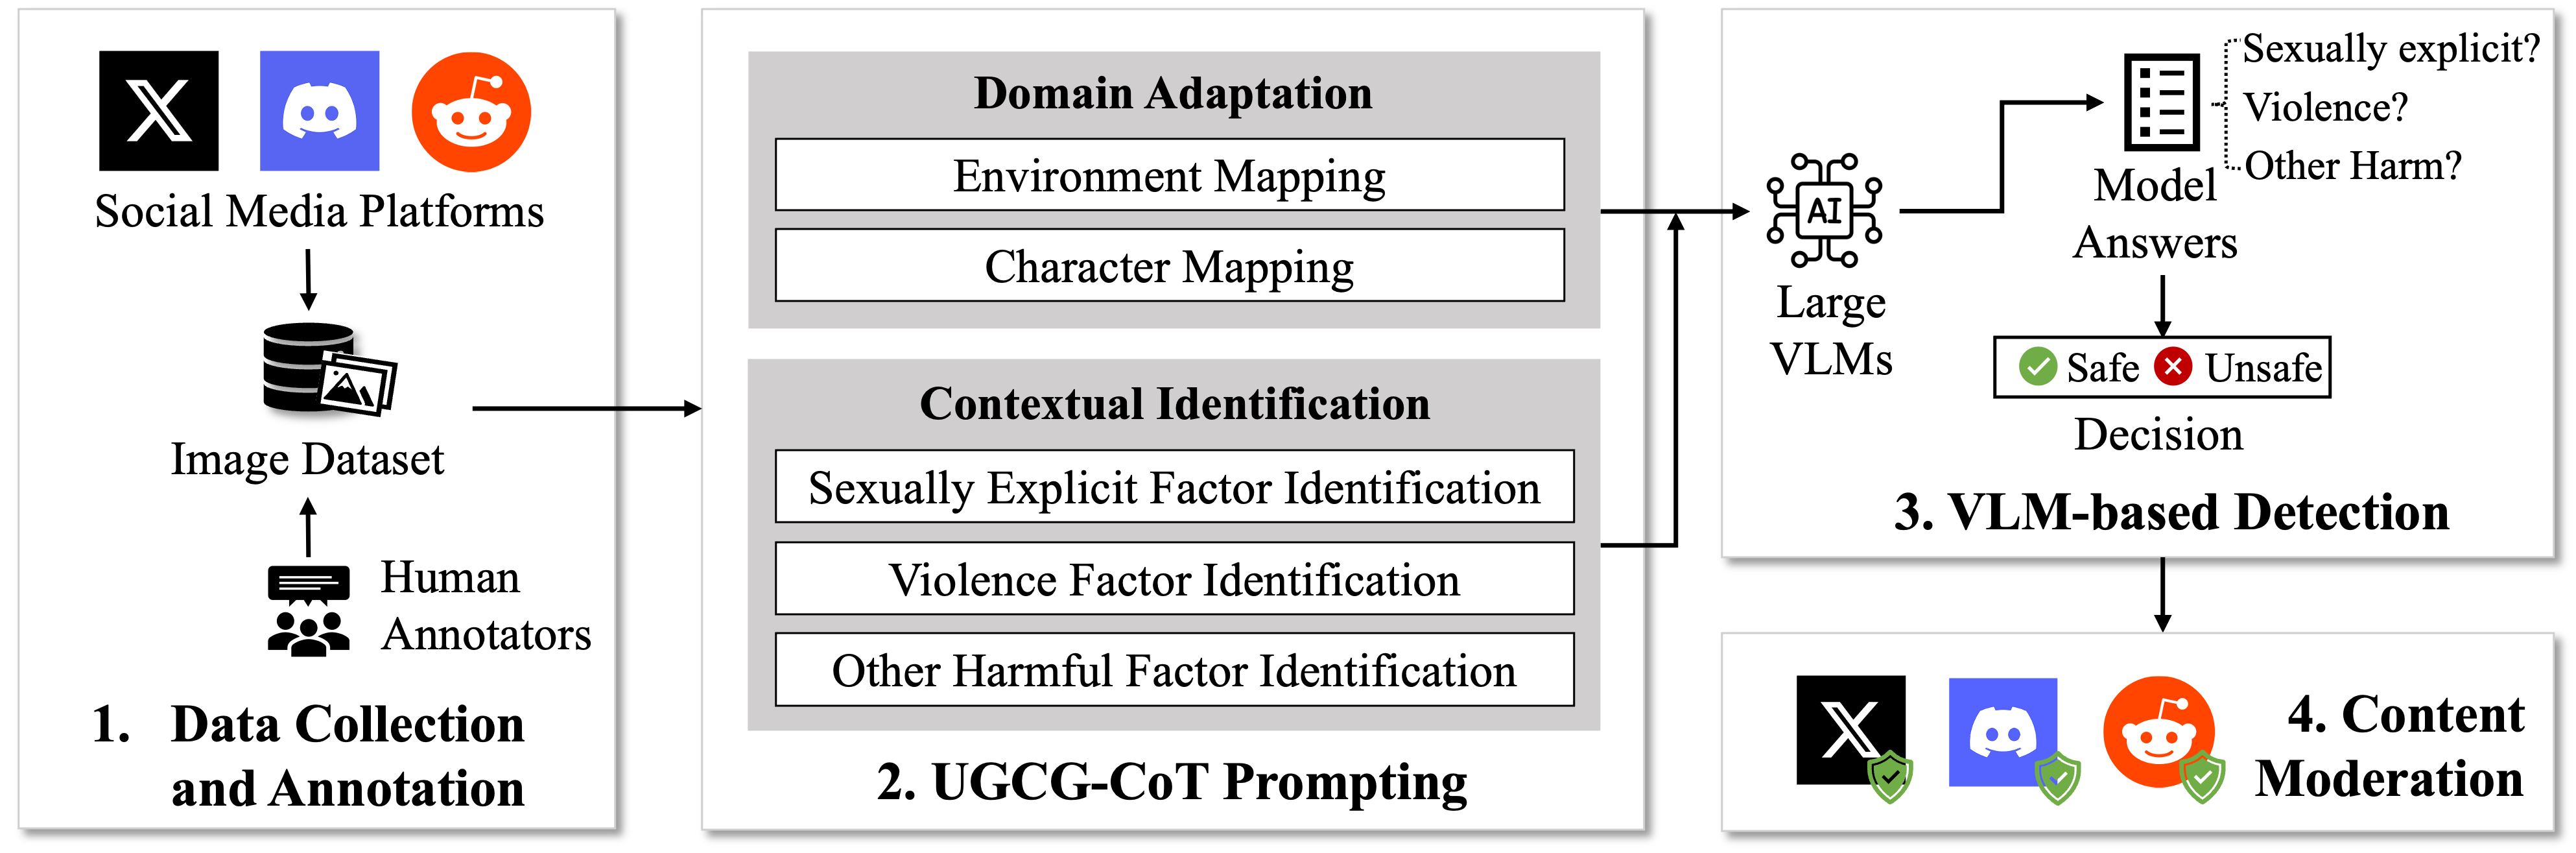 Social Media Platforms
Image Dataset
Human
Annotators
1. Data Collection
and Annotation
Domain Adaptation
Environment Mapping
Character Mapping
Contextual Identification
Sexually Explicit Factor Identification
Violence Factor Identification
Other Harmful Factor Identification
2. UGCG-CoT Prompting
AI
Large
VLMs
Model
Answers
Sexually explicit?
Violence?
Other Harm?
Safe Unsafe
Decision
3. VLM-based Detection
4. Content
Moderation